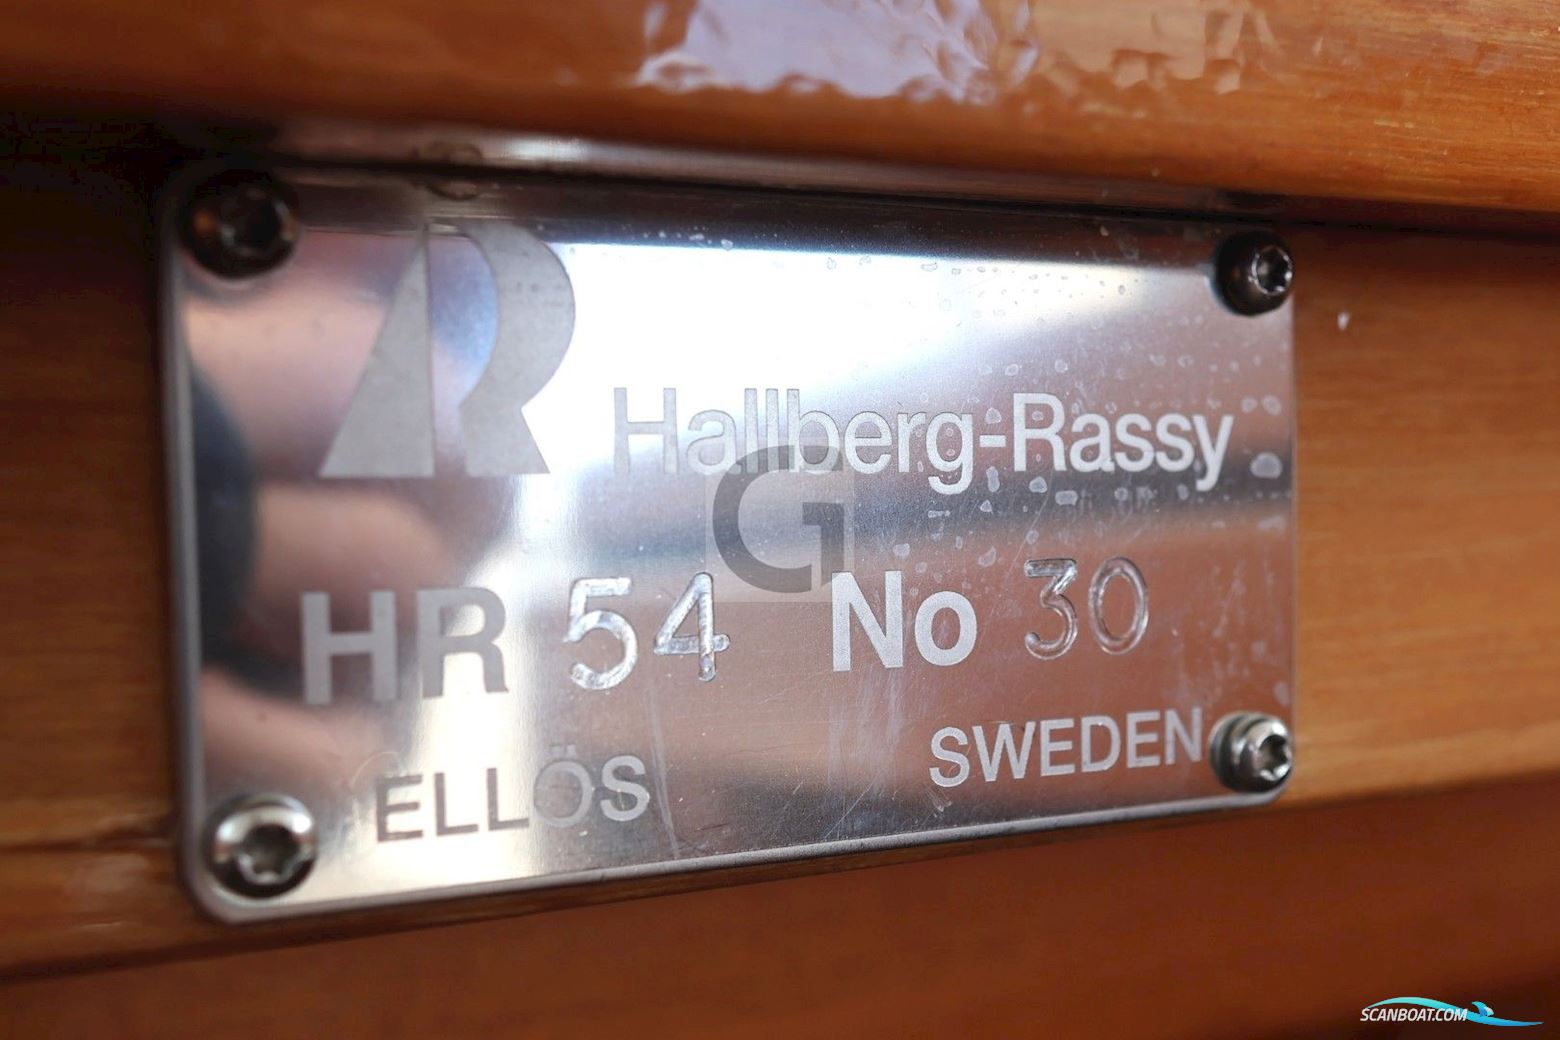 Hallberg-Rassy
HR 54 No 30
ELLÖS SWEDEN
G
SCANBOAT.COM